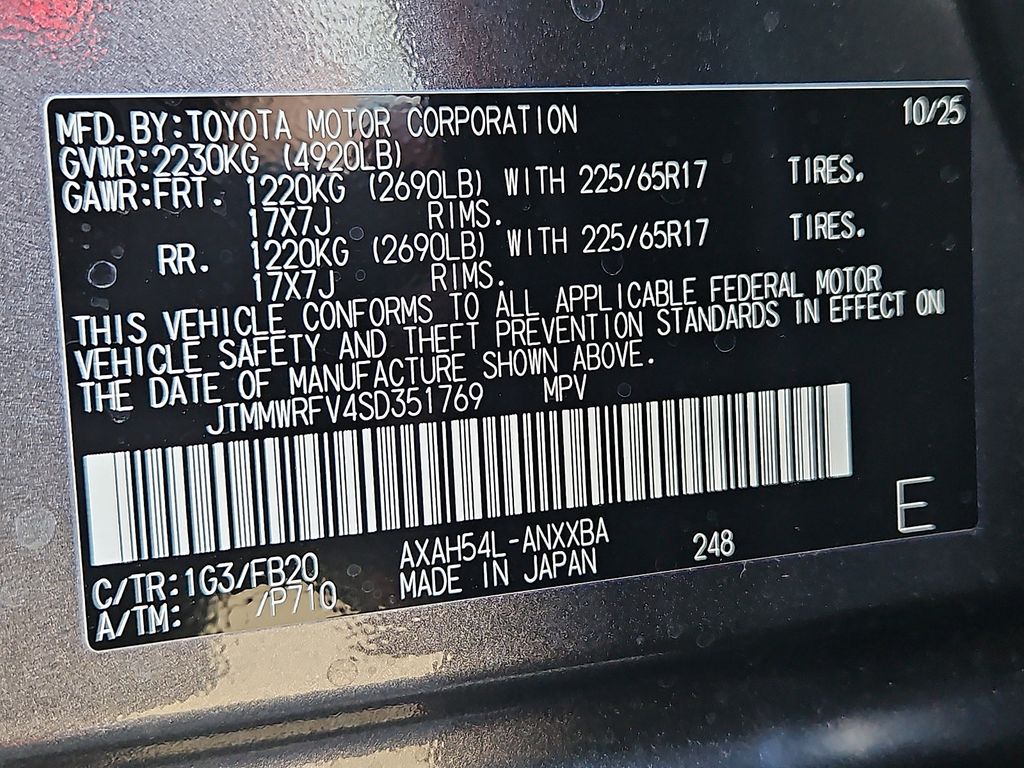 MFD.BY:TOYOTA MOTOR CORPORATION 10/25
GVWR:2230KG (4920LB)
GAWR:FRT. 1220KG (2690LB) WITH 225/65R17 TIRES.
17X7J RIMS.
RR. 1220KG (2690LB) WITH 225/65R17 TIRES.
17X7J RIMS.
THIS VEHICLE CONFORMS TO ALL APPLICABLE FEDERAL MOTOR
VEHICLE SAFETY AND THEFT PREVENTION STANDARDS IN EFFECT ON
THE DATE OF MANUFACTURE SHOWN ABOVE.
JTMMWRFV4SD351769 MPV
E
C/TR:1G3/FB20 AXAH54L-ANXXBA 248
A/TM: /P710 MADE IN JAPAN